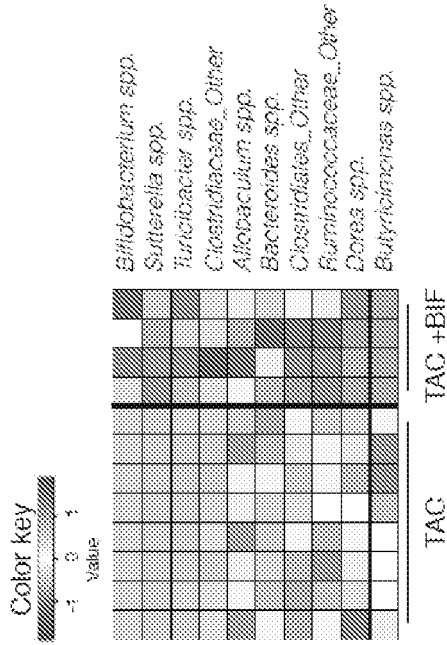 Color key
-1 0 1
Value
Bifidobacterium spp.
Sutterella spp.
Turicibacter spp.
Clostridiaceae_Other
Allobaculum spp.
Bacteroides spp.
Clostridiales_Other
Ruminococcaceae_Other
Dorea spp.
Butyricimonas spp.
TAC
TAC +BIF